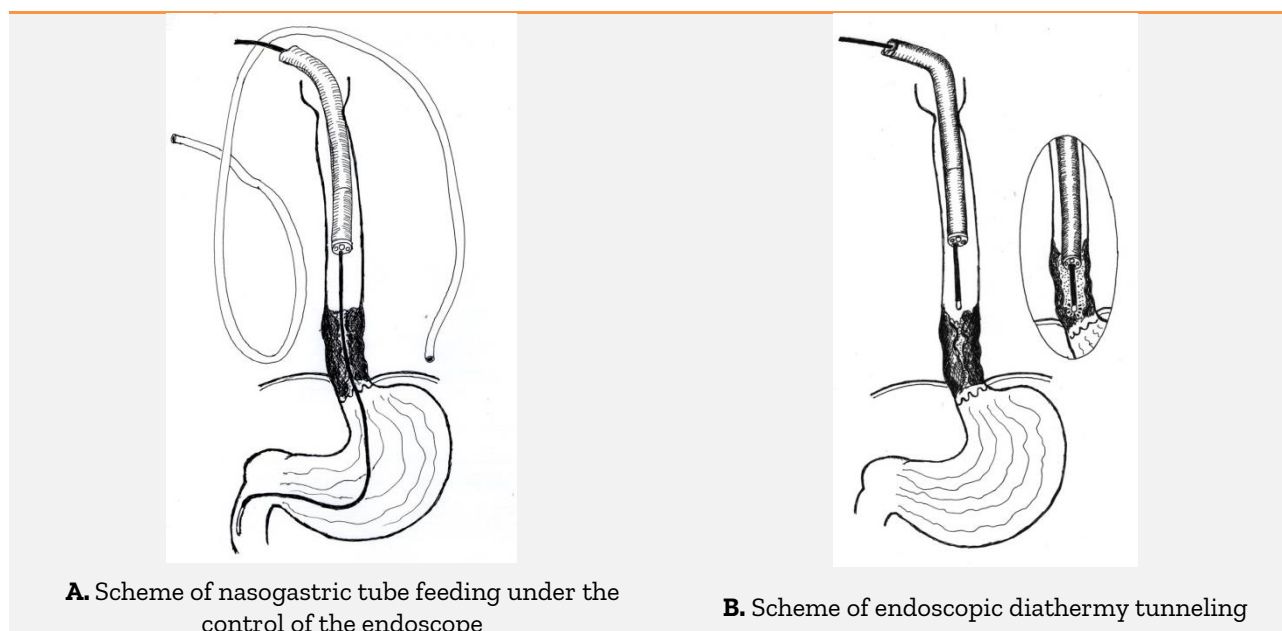 A. Scheme of nasogastric tube feeding under the
control of the endoscope
B. Scheme of endoscopic diathermy tunneling